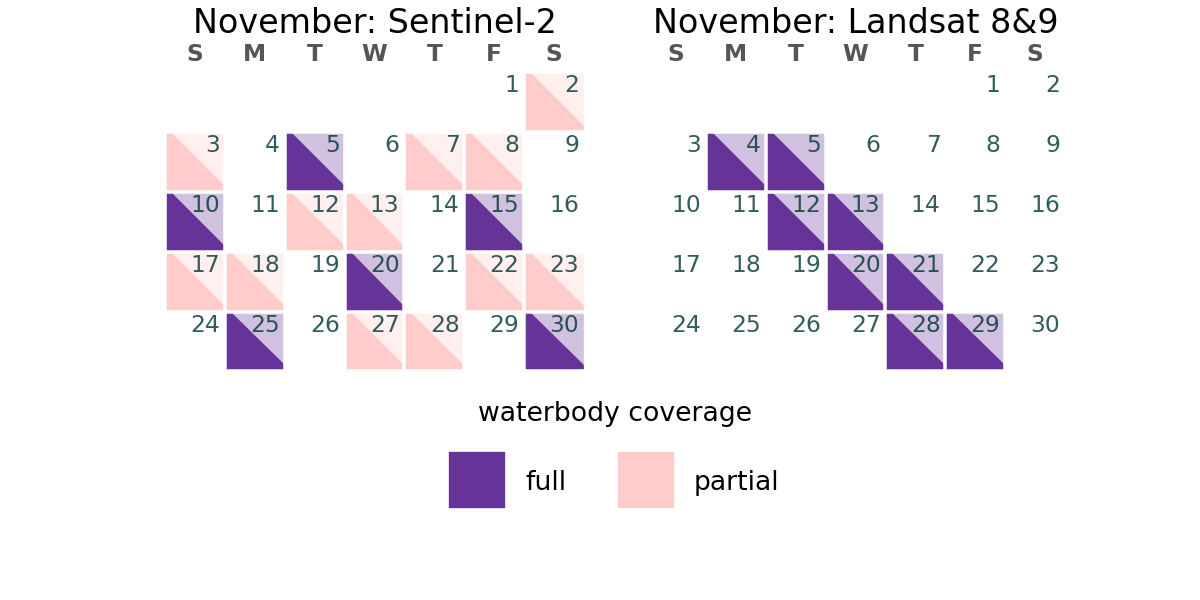 November: Sentinel-2
S M T W T F S
1 2
3 4 5 6 7 8 9
10 11 12 13 14 15 16
17 18 19 20 21 22 23
24 25 26 27 28 29 30
November: Landsat 8&9
S M T W T F S
1 2
3 4 5 6 7 8 9
10 11 12 13 14 15 16
17 18 19 20 21 22 23
24 25 26 27 28 29 30
waterbody coverage
full partial